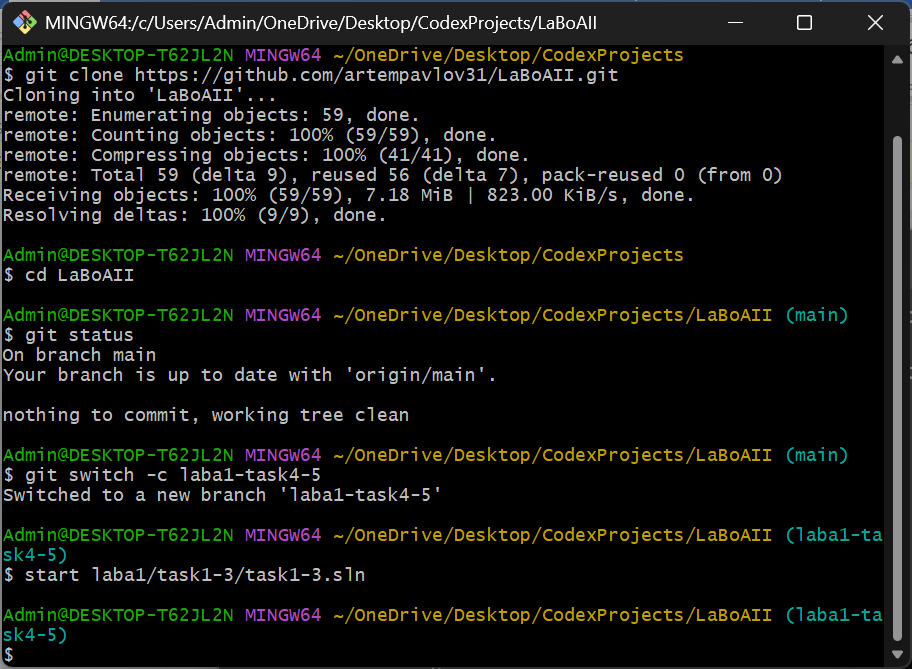 MINGW64:/c/Users/Admin/OneDrive/Desktop/CodexProjects/LaBoAII
Admin@DESKTOP-T62JL2N MINGW64 ~/OneDrive/Desktop/CodexProjects
$ git clone https://github.com/artempavlov31/LaBoAII.git
Cloning into 'LaBoAII'...
remote: Enumerating objects: 59, done.
remote: Counting objects: 100% (59/59), done.
remote: Compressing objects: 100% (41/41), done.
remote: Total 59 (delta 9), reused 56 (delta 7), pack-reused 0 (from 0)
Receiving objects: 100% (59/59), 7.18 MiB | 823.00 KiB/s, done.
Resolving deltas: 100% (9/9), done.
Admin@DESKTOP-T62JL2N MINGW64 ~/OneDrive/Desktop/CodexProjects
$ cd LaBoAII
Admin@DESKTOP-T62JL2N MINGW64 ~/OneDrive/Desktop/CodexProjects/LaBoAII (main)
$ git status
On branch main
Your branch is up to date with 'origin/main'.
nothing to commit, working tree clean
Admin@DESKTOP-T62JL2N MINGW64 ~/OneDrive/Desktop/CodexProjects/LaBoAII (main)
$ git switch -c laba1-task4-5
Switched to a new branch 'laba1-task4-5'
Admin@DESKTOP-T62JL2N MINGW64 ~/OneDrive/Desktop/CodexProjects/LaBoAII (laba1-ta
sk4-5)
$ start laba1/task1-3/task1-3.sln
Admin@DESKTOP-T62JL2N MINGW64 ~/OneDrive/Desktop/CodexProjects/LaBoAII (laba1-ta
sk4-5)
$